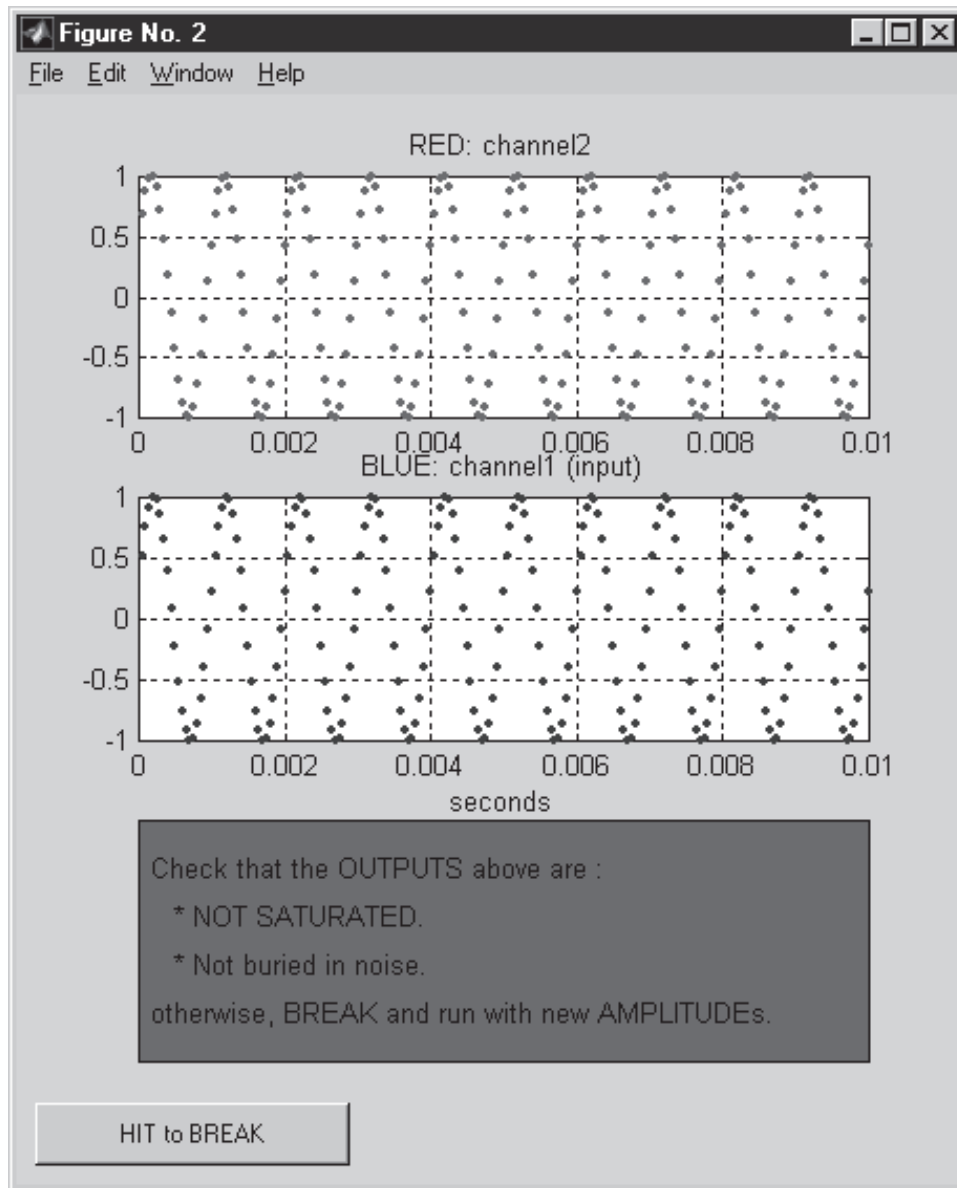 Figure No. 2
File Edit Window Help
RED: channel2
1
0.5
0
-0.5
-1
0 0.002 0.004 0.006 0.008 0.01
BLUE: channel1 (input)
1
0.5
0
-0.5
-1
0 0.002 0.004 0.006 0.008 0.01
seconds
Check that the OUTPUTS above are :
* NOT SATURATED.
* Not buried in noise.
otherwise, BREAK and run with new AMPLITUDEs.
HIT to BREAK